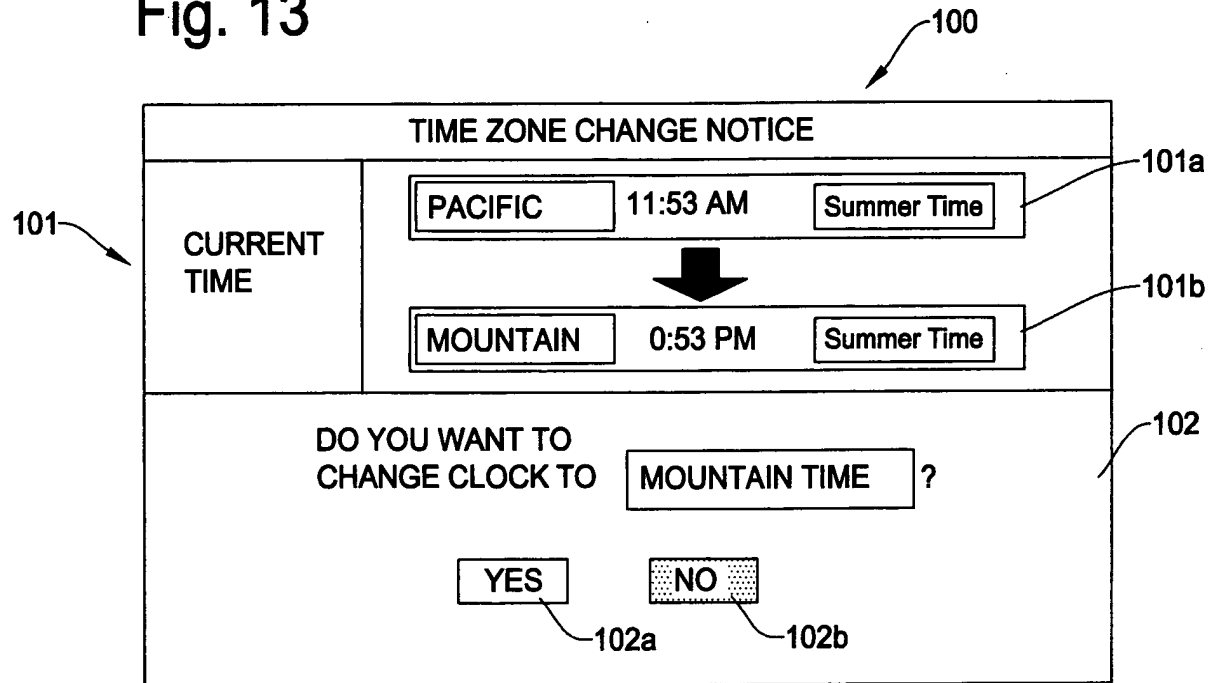 Fig. 13
100
TIME ZONE CHANGE NOTICE
101
CURRENT
TIME
PACIFIC 11:53 AM Summer Time
101a
MOUNTAIN 0:53 PM Summer Time
101b
DO YOU WANT TO
CHANGE CLOCK TO MOUNTAIN TIME ?
102
YES NO
102a 102b